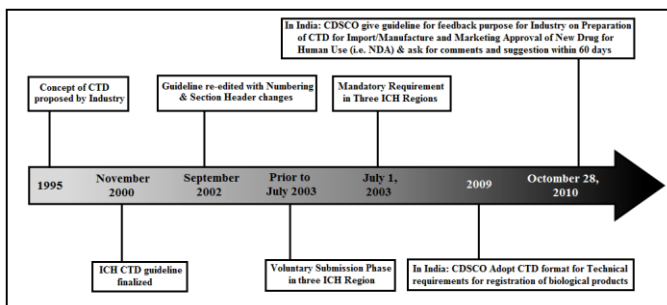 In India: CDSCO give guideline for feedback purpose for Industry on Preparation
of CTD for Import/Manufacture and Marketing Approval of New Drug for
Human Use (i.e. NDA) & ask for comments and suggestion within 60 days
Concept of CTD
proposed by Industry
Guideline re-edited with Numbering
& Section Header changes
Mandatory Requirement
in Three ICH Regions
1995
November
2000
September
2002
Prior to
July 2003
July 1,
2003
2009
Octomber 28,
2010
ICH CTD guideline
finalized
Voluntary Submission Phase
in three ICH Region
In India: CDSCO Adopt CTD format for Technical
requirements for registration of biological products